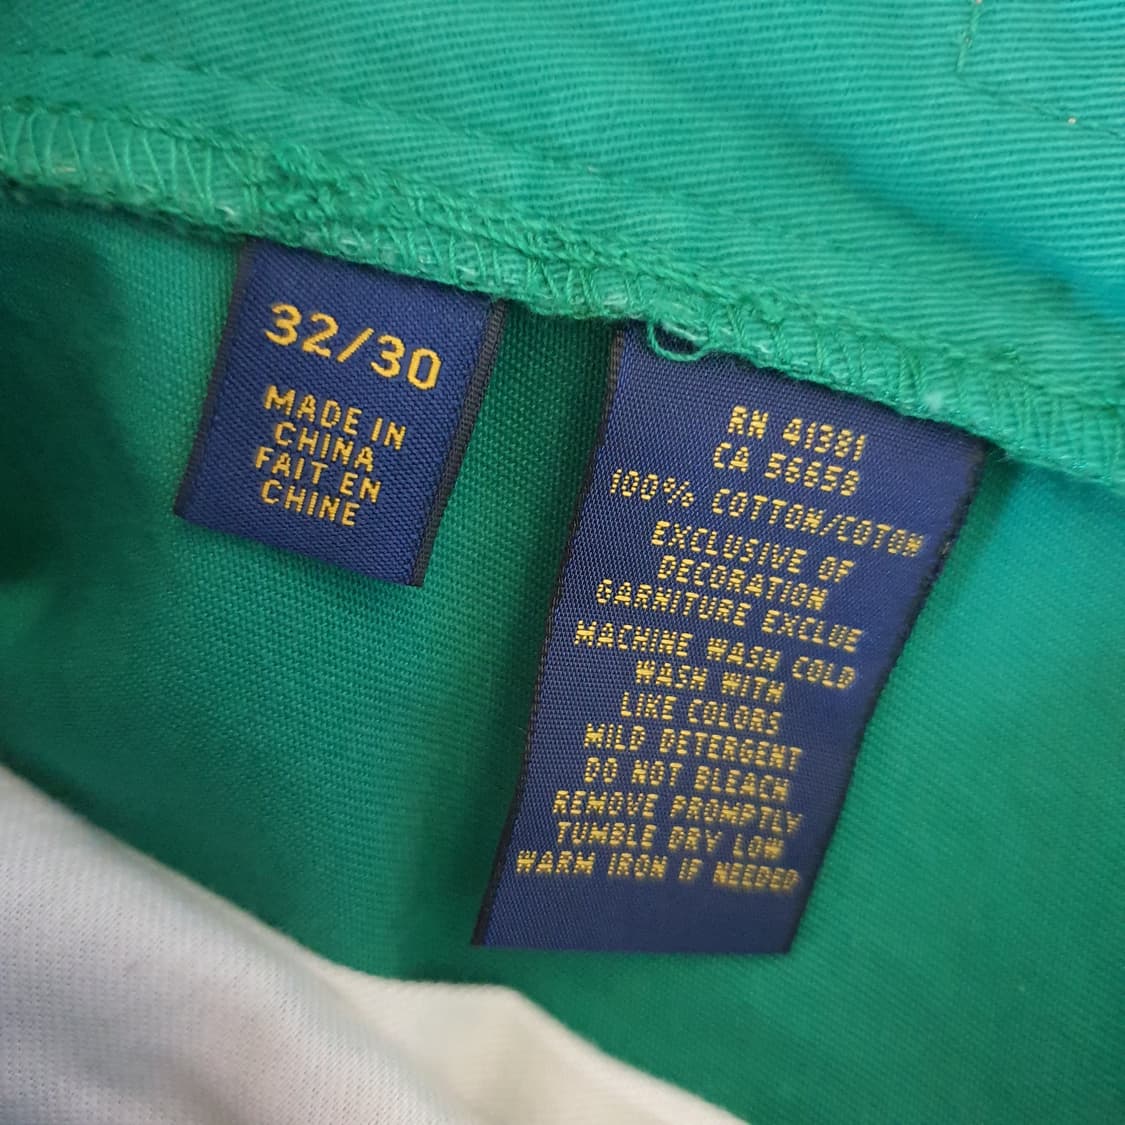 32/30
MADE IN
CHINA
FAIT EN
CHINE
RN 41381
CA 56658
100% COTTON/COTON
EXCLUSIVE OF
DECORATION
GARNITURE EXCLUE
MACHINE WASH COLD
WASH WITH
LIKE COLORS
MILD DETERGENT
DO NOT BLEACH
REMOVE PROMPTLY
TUMBLE DRY LOW
WARM IRON IF NEEDED